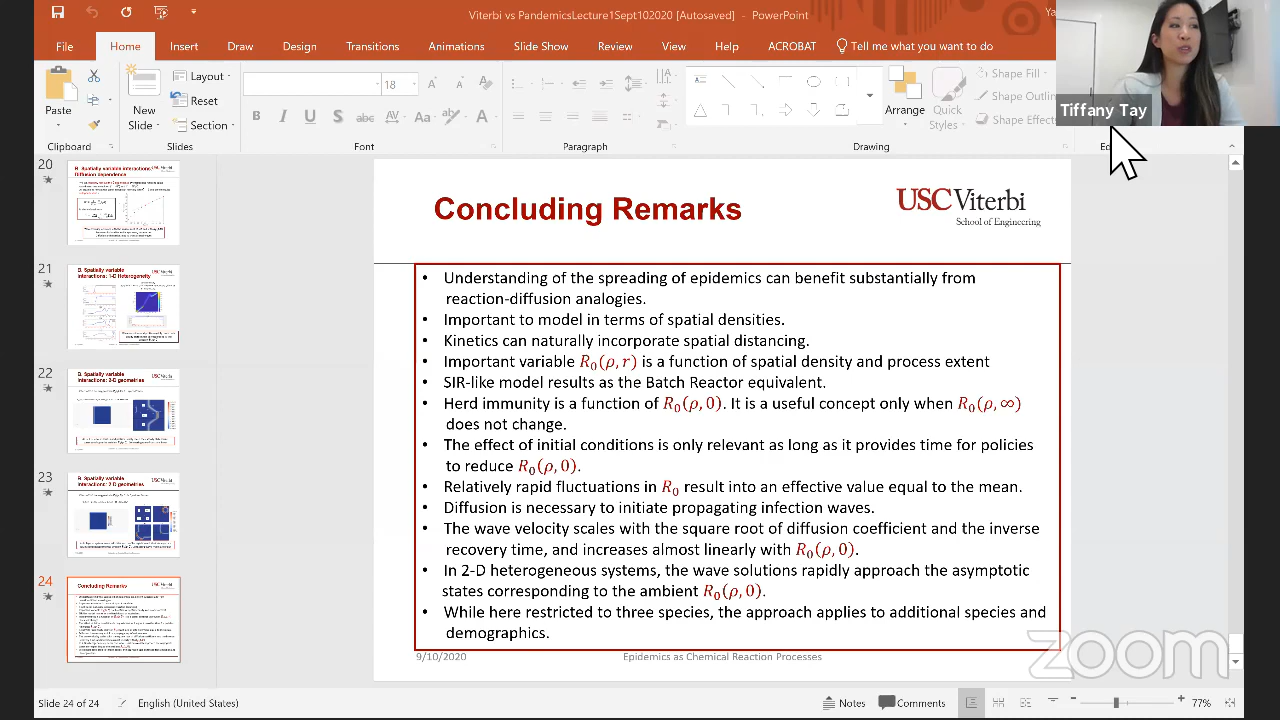 Viterbi vs PandemicsLecture1Sept102020 [Autosaved] - PowerPoint
Ya
File Home Insert Draw Design Transitions Animations Slide Show Review View Help ACROBAT Tell me what you want to do
Paste
New Slide
Layout
Reset
Section
18
B I U S abc AV Aa A
Arrange
Quick Styles
Shape Fill
Shape Outlin
Shape Effects
Clipboard Slides Font Paragraph Drawing
Tiffany Tay
20
21
22
23
24
Concluding Remarks
USC Viterbi
School of Engineering
• Understanding of the spreading of epidemics can benefit substantially from
reaction-diffusion analogies.
• Important to model in terms of spatial densities.
• Kinetics can naturally incorporate spatial distancing.
• Important variable R₀(ρ, r) is a function of spatial density and process extent
• SIR-like model results as the Batch Reactor equivalent.
• Herd immunity is a function of R₀(ρ, 0). It is a useful concept only when R₀(ρ, ∞)
does not change.
• The effect of initial conditions is only relevant as long as it provides time for policies
to reduce R₀(ρ, 0).
• Relatively rapid fluctuations in R₀ result into an effective value equal to the mean.
• Diffusion is necessary to initiate propagating infection waves.
• The wave velocity scales with the square root of diffusion coefficient and the inverse
recovery time, and increases almost linearly with R₀(ρ, 0).
• In 2-D heterogeneous systems, the wave solutions rapidly approach the asymptotic
states corresponding to the ambient R₀(ρ, 0).
• While here restricted to three species, the approach applies to additional species and
demographics.
9/10/2020 Epidemics as Chemical Reaction Processes
zoom
Slide 24 of 24 English (United States) Notes Comments 77%